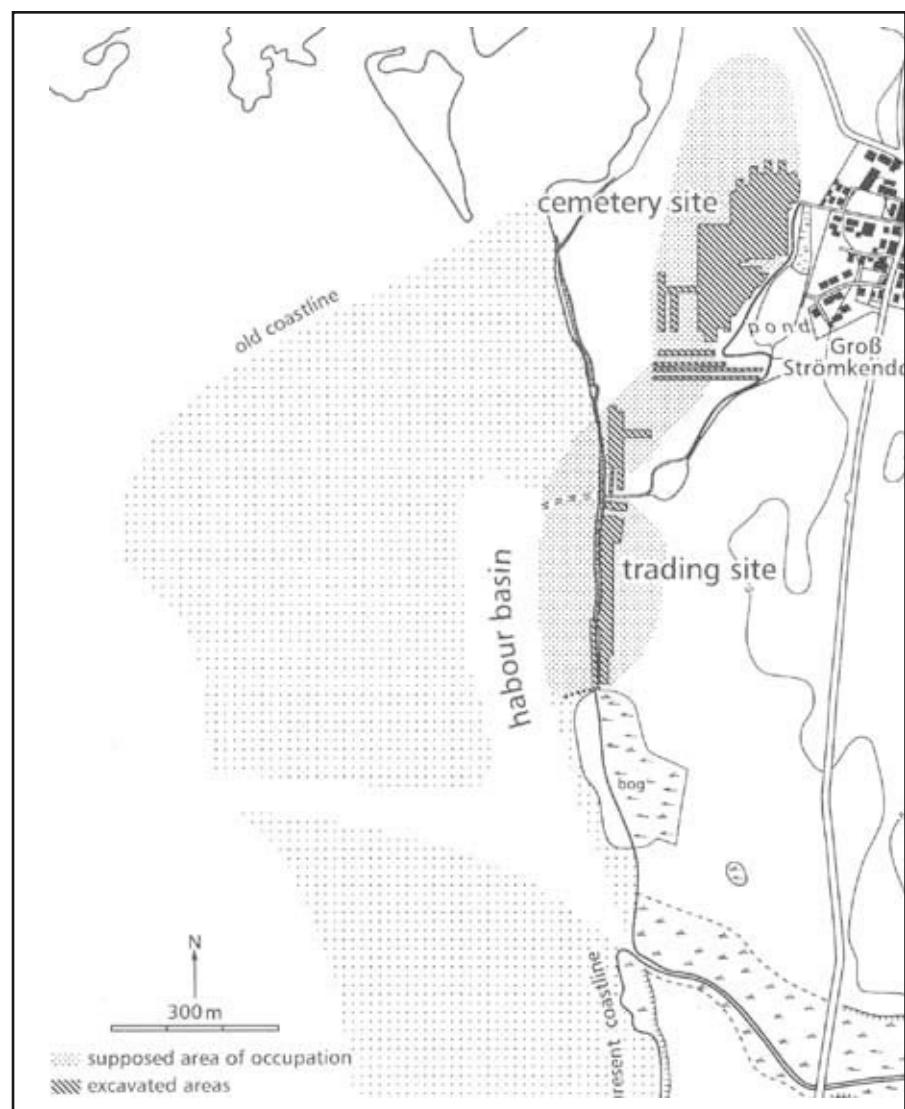 cemetery site
old coastline
pond
Groß
Strömkendo
habour basin
trading site
bog
N
300 m
present coastline
supposed area of occupation
excavated areas